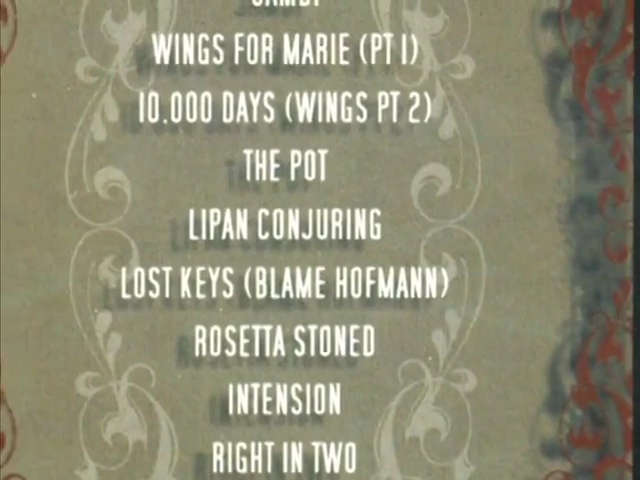 WINGS FOR MARIE (PT 1)
10,000 DAYS (WINGS PT 2)
THE POT
LIPAN CONJURING
LOST KEYS (BLAME HOFMANN)
ROSETTA STONED
INTENSION
RIGHT IN TWO